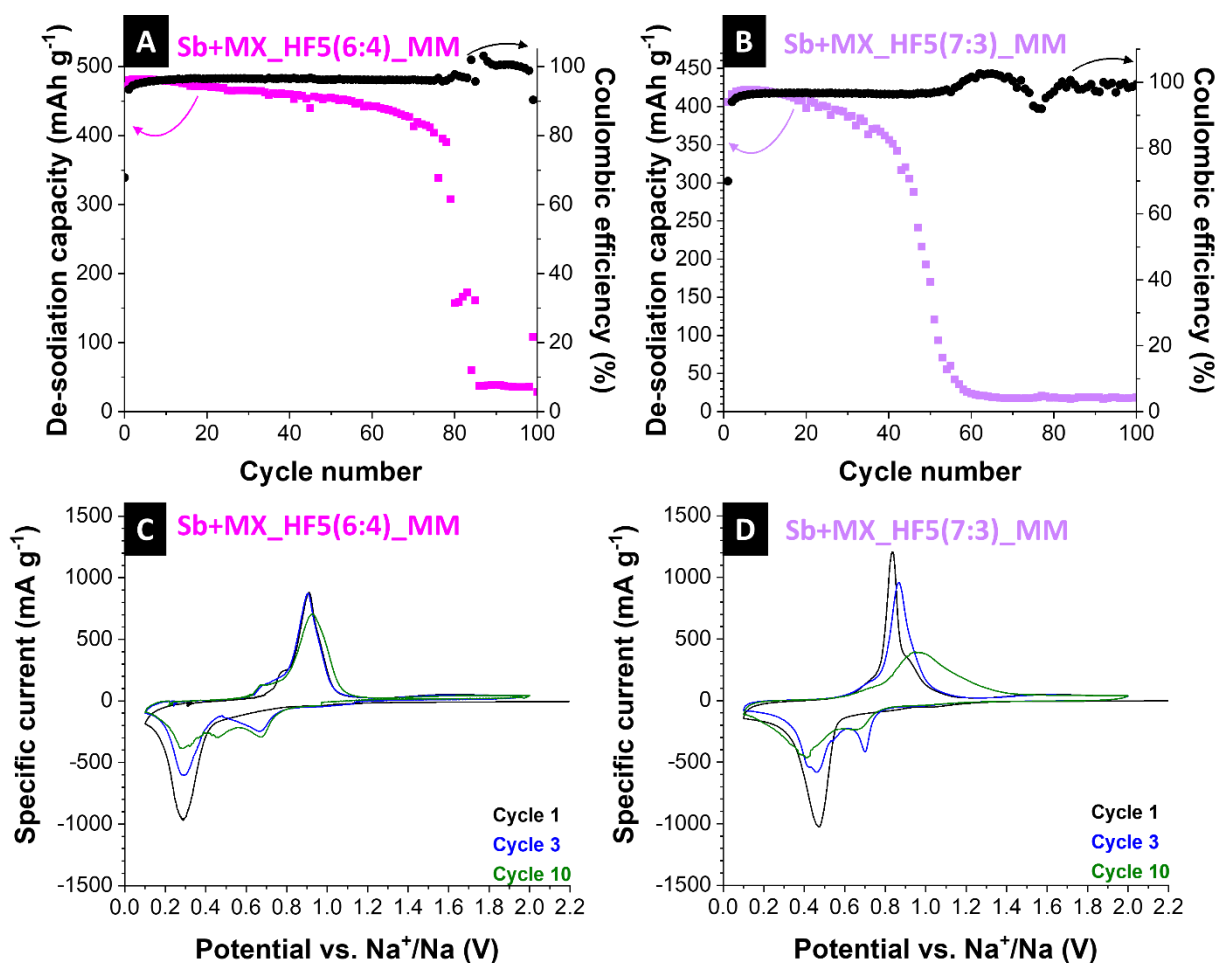 A
Sb+MX_HF5(6:4)_MM
500
450
400
350
300
250
200
150
100
50
0
100
80
60
40
20
0
0 20 40 60 80 100
De-sodiation capacity (mAh g⁻¹)
Coulombic efficiency (%)
Cycle number
B
Sb+MX_HF5(7:3)_MM
450
400
350
300
250
200
150
100
50
0
100
80
60
40
20
0
0 20 40 60 80 100
De-sodiation capacity (mAh g⁻¹)
Coulombic efficiency (%)
Cycle number
C
Sb+MX_HF5(6:4)_MM
1500
1000
500
0
-500
-1000
-1500
Specific current (mA g⁻¹)
Cycle 1
Cycle 3
Cycle 10
0.0 0.2 0.4 0.6 0.8 1.0 1.2 1.4 1.6 1.8 2.0 2.2
Potential vs. Na⁺/Na (V)
D
Sb+MX_HF5(7:3)_MM
1500
1000
500
0
-500
-1000
-1500
Specific current (mA g⁻¹)
Cycle 1
Cycle 3
Cycle 10
0.0 0.2 0.4 0.6 0.8 1.0 1.2 1.4 1.6 1.8 2.0 2.2
Potential vs. Na⁺/Na (V)